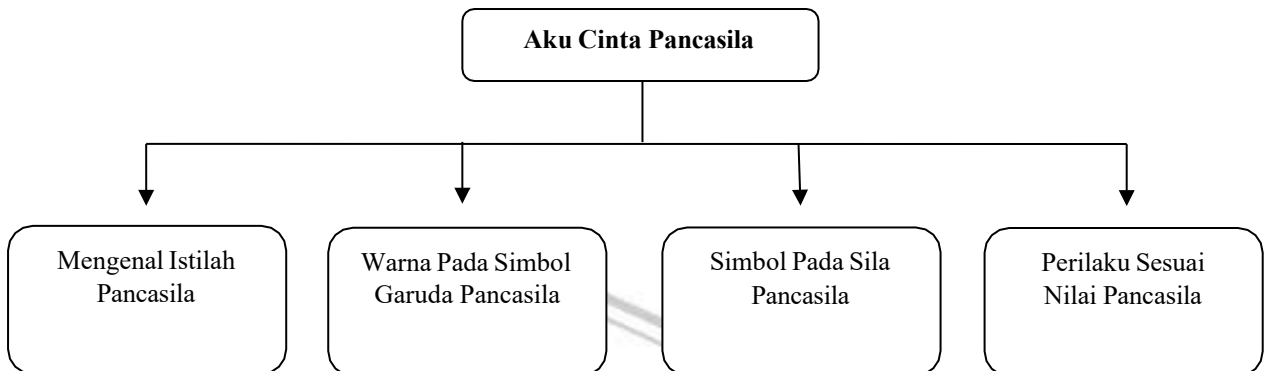 Aku Cinta Pancasila
Mengenal Istilah
Pancasila
Warna Pada Simbol
Garuda Pancasila
Simbol Pada Sila
Pancasila
Perilaku Sesuai
Nilai Pancasila